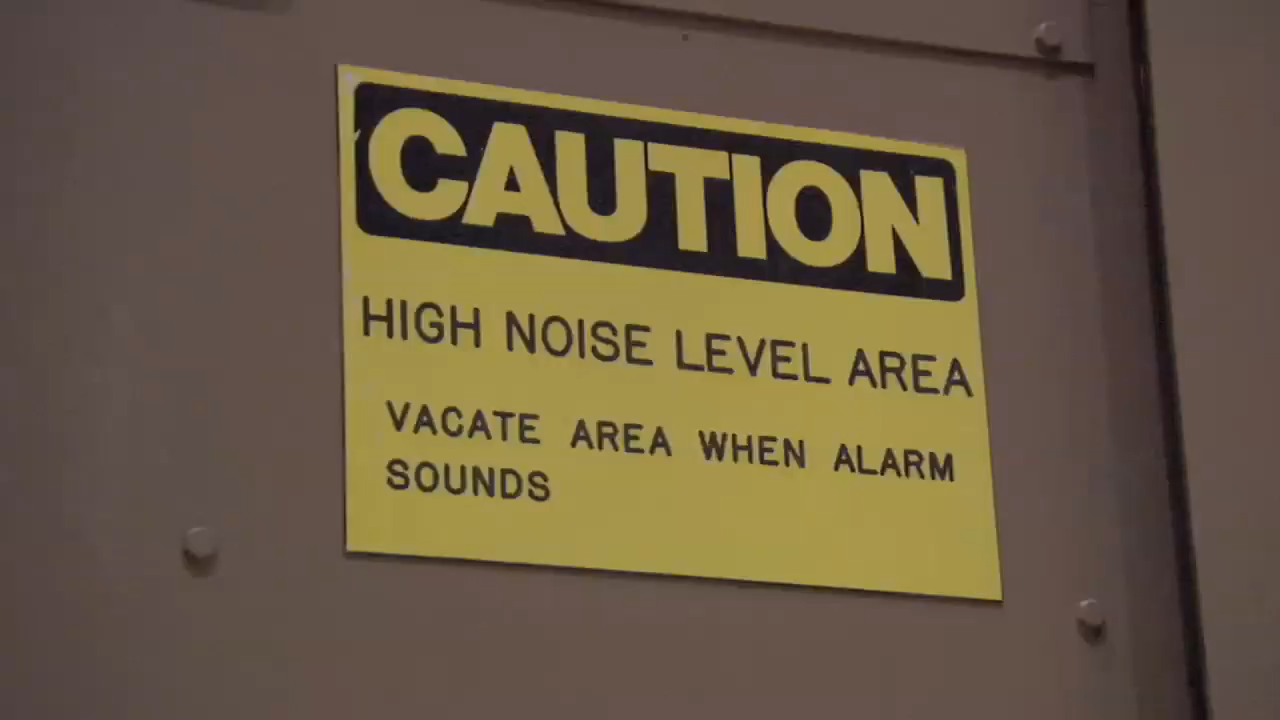 CAUTION
HIGH NOISE LEVEL AREA
VACATE AREA WHEN ALARM
SOUNDS